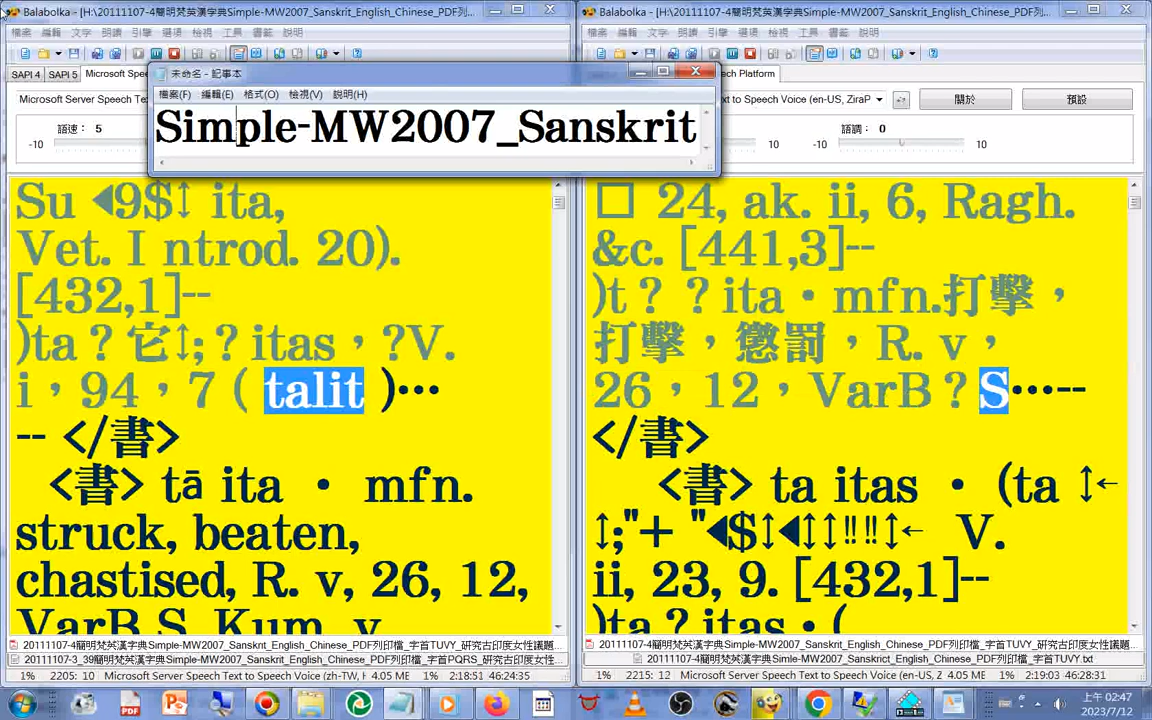 Balabolka - [H:\20111107-4簡明梵英漢字典Simple-MW2007_Sanskrit_English_Chinese_PDF列...
檔案 編輯 文字 朗讀 引擎 選項 檢視 工具 書籤 說明
SAPI 4 SAPI 5 Microsoft Spe
Microsoft Server Speech Text
語速： 5
-10
Balabolka - [H:\20111107-4簡明梵英漢字典Simple-MW2007_Sanskrit_English_Chinese_PDF列...
檔案 編輯 文字 朗讀 引擎 選項 檢視 工具 書籤 說明
ech Platform
xt to Speech Voice (en-US, ZiraP 關於 預設
語調： 0
10 -10 10
未命名 - 記事本
檔案(F) 編輯(E) 格式(O) 檢視(V) 說明(H)
Simple-MW2007_Sanskrit
Su ◀9$↕ ita,
Vet. I ntrod. 20).
[432,1]--
)ta？它↕;？itas，?V.
i，94，7 ( talit )…
-- </書>
<書> tā ita • mfn.
struck, beaten,
chastised, R. v, 26, 12,
VarB S Kum. v
□ 24, ak. ii, 6, Ragh.
&c. [441,3]--
)t？？ita・mfn.打擊，
打擊，懲罰，R. v，
26，12，VarB？S…--
</書>
<書> ta itas • (ta ↕←
↕;"+ "◀$↕◀↕↕‼‼↕← V.
ii, 23, 9. [432,1]--
)ta？itas・(
20111107-4簡明梵英漢字典Simple-MW2007_Sanskrit_English_Chinese_PDF列印檔_字首TUVY_研究古印度女性議題...
20111107-3_39簡明梵英漢字典Simple-MW2007_Sanskrit_English_Chinese_PDF列印檔_字首PQRS_研究古印度女性...
1% 2205: 10 Microsoft Server Speech Text to Speech Voice (zh-TW, H 4.05 MB 1% 2:18:51 46:24:35
20111107-4簡明梵英漢字典Simple-MW2007_Sanskrit_English_Chinese_PDF列印檔_字首TUVY_研究古印度女性議題...
20111107-4簡明梵英漢字典Simle-MW2007_Sanskrict_English_Chinese_PDF列印檔_字首TUVY.txt
1% 2215: 12 Microsoft Server Speech Text to Speech Voice (en-US, Z 4.05 MB 1% 2:19:03 46:28:31
上午 02:47
2023/7/12